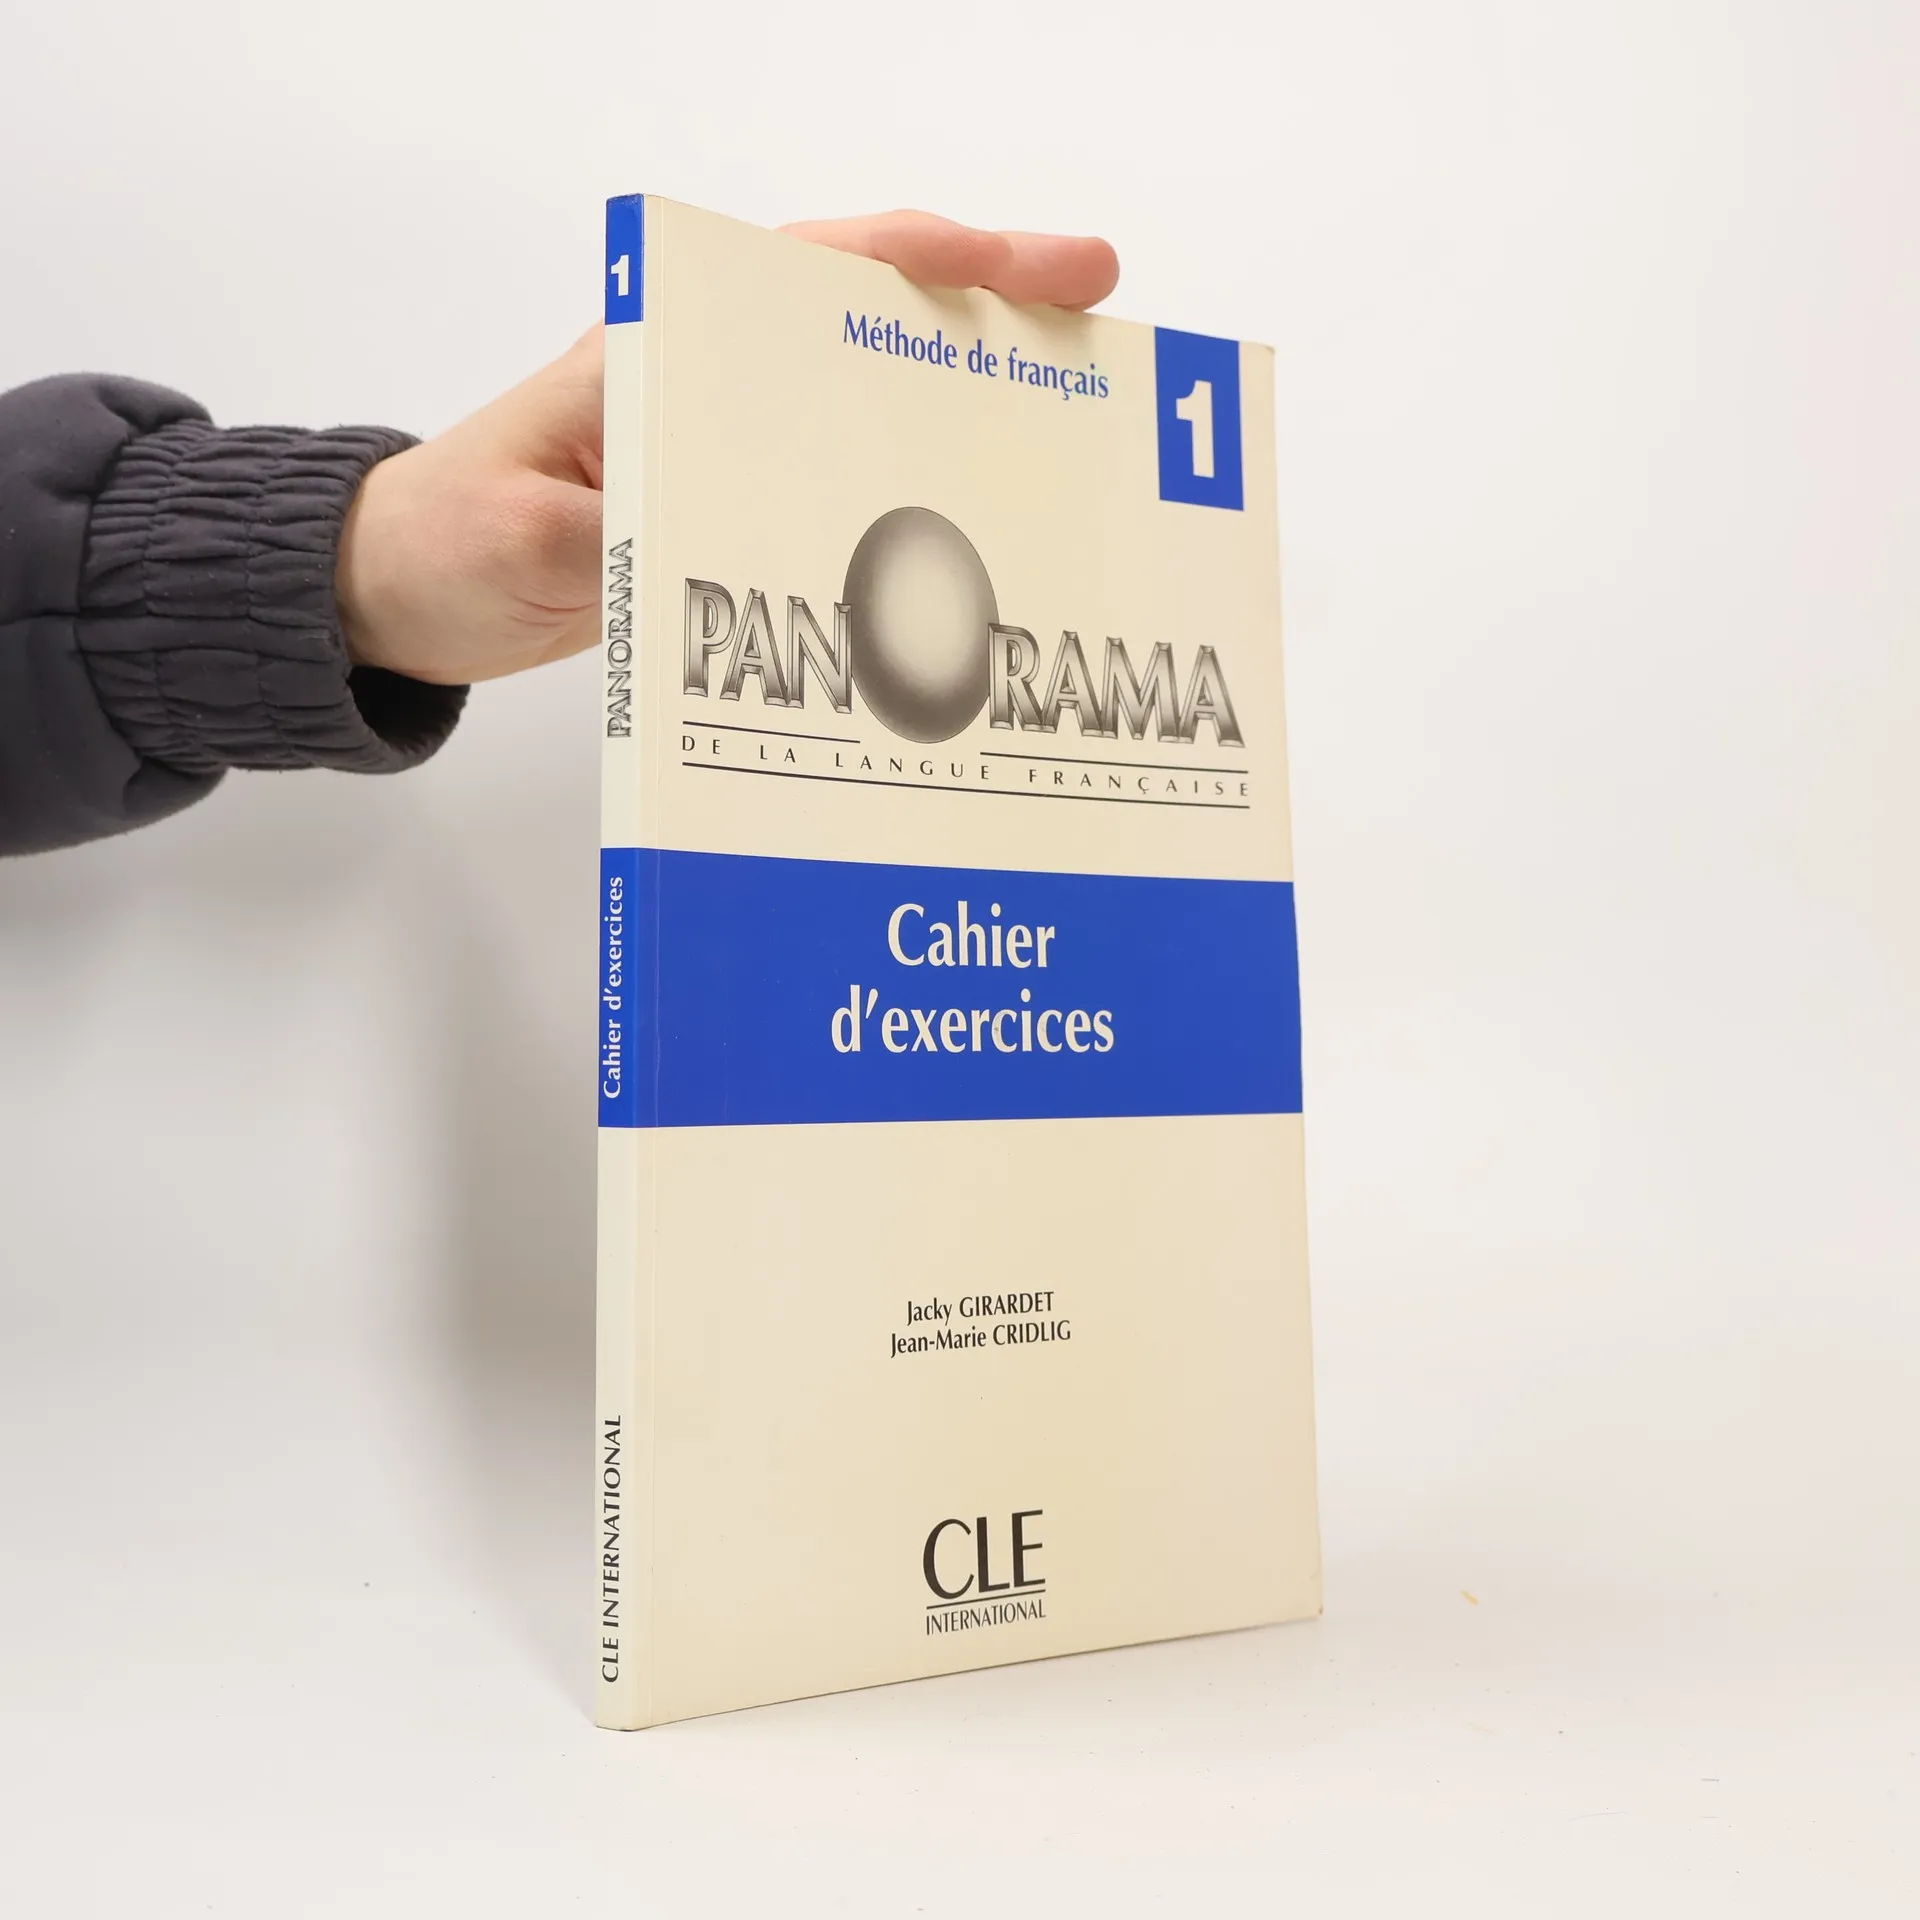 1
PANORAMA
Cahier d'exercices
CLE INTERNATIONAL
Méthode de français
1
PANORAMA
DE LA LANGUE FRANÇAISE
Cahier
d'exercices
Jacky GIRARDET
Jean-Marie CRIDLIG
CLE
INTERNATIONAL